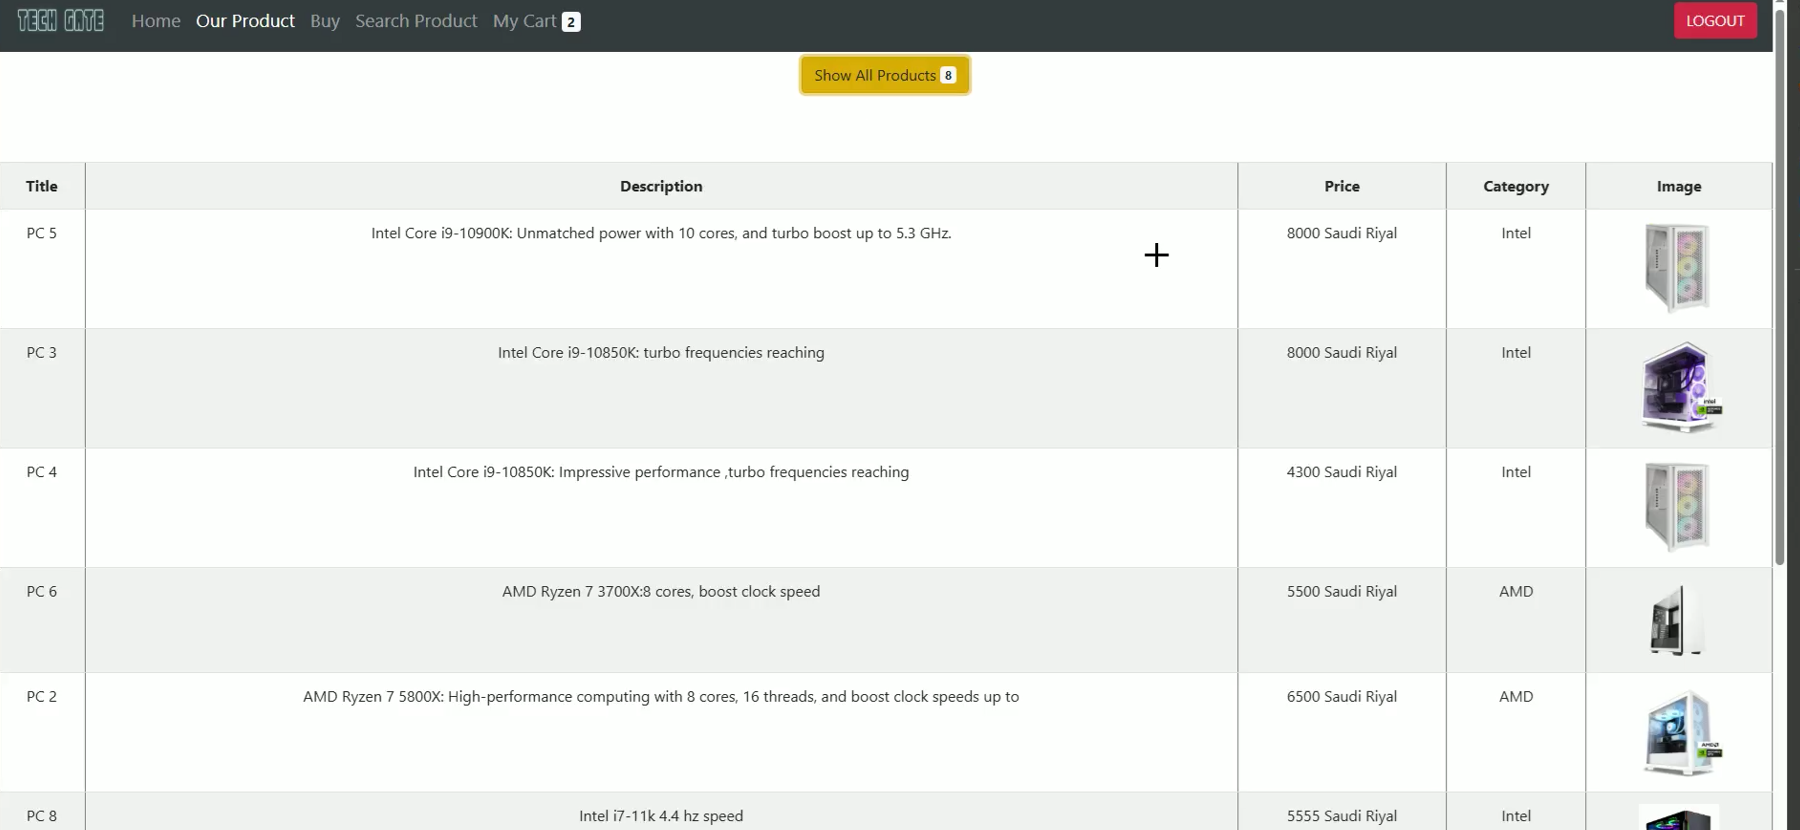 TECH GATE Home Our Product Buy Search Product My Cart 2 LOGOUT
Show All Products 8
Title Description Price Category Image
PC 5 Intel Core i9-10900K: Unmatched power with 10 cores, and turbo boost up to 5.3 GHz. 8000 Saudi Riyal Intel
PC 3 Intel Core i9-10850K: turbo frequencies reaching 8000 Saudi Riyal Intel
intel
PC 4 Intel Core i9-10850K: Impressive performance ,turbo frequencies reaching 4300 Saudi Riyal Intel
PC 6 AMD Ryzen 7 3700X:8 cores, boost clock speed 5500 Saudi Riyal AMD
PC 2 AMD Ryzen 7 5800X: High-performance computing with 8 cores, 16 threads, and boost clock speeds up to 6500 Saudi Riyal AMD
AMD
PC 8 Intel i7-11k 4.4 hz speed 5555 Saudi Riyal Intel